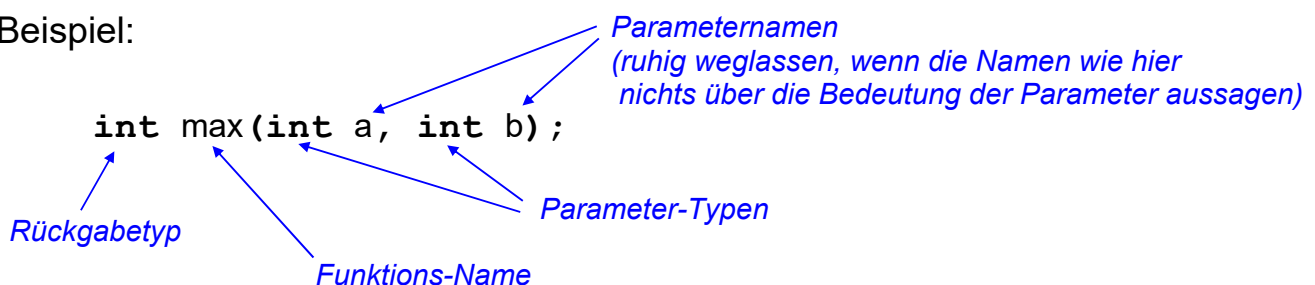 Beispiel:
Parameternamen
(ruhig weglassen, wenn die Namen wie hier
nichts über die Bedeutung der Parameter aussagen)
int max(int a, int b);
Parameter-Typen
Rückgabetyp
Funktions-Name